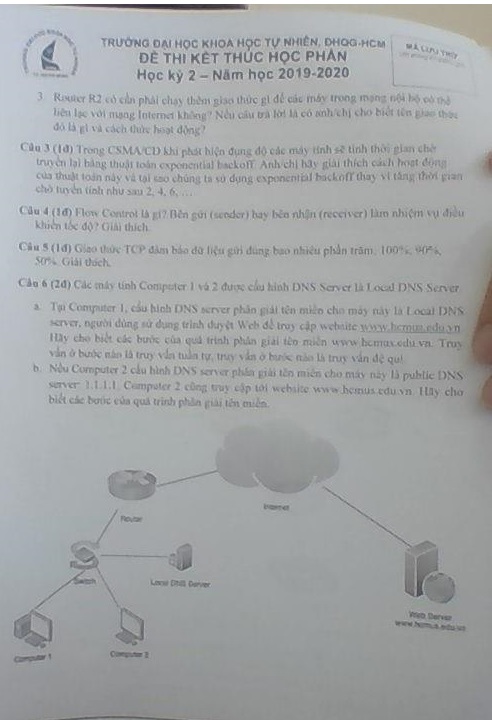 TRƯỜNG ĐẠI HỌC KHOA HỌC TỰ NHIÊN, ĐHQG-HCM
ĐỀ THI KẾT THÚC HỌC PHẦN
Học kỳ 2 – Năm học 2019-2020
MÃ LƯU TRỮ
3. Router R2 có cần phải chạy thêm giao thức gì để các máy trong mạng nội bộ có thể
liên lạc với mạng Internet không? Nếu câu trả lời là có anh/chị cho biết tên giao thức
đó là gì và cách thức hoạt động?
Câu 3 (1đ) Trong CSMA/CD khi phát hiện đụng độ các máy tính sẽ tính thời gian chờ
truyền lại bằng thuật toán exponential backoff. Anh/chị hãy giải thích cách hoạt động
của thuật toán này và tại sao chúng ta sử dụng exponential backoff thay vì tăng thời gian
chờ tuyến tính như sau 2, 4, 6, ....
Câu 4 (1đ) Flow Control là gì? Bên gửi (sender) hay bên nhận (receiver) làm nhiệm vụ điều
khiển tốc độ? Giải thích.
Câu 5 (1đ) Giao thức TCP đảm bảo dữ liệu gửi đúng bao nhiêu phần trăm: 100%, 90%,
50%. Giải thích.
Câu 6 (2đ) Các máy tính Computer 1 và 2 được cấu hình DNS Server là Local DNS Server
a. Tại Computer 1, cấu hình DNS server phân giải tên miền cho máy này là Local DNS
server, người dùng sử dụng trình duyệt Web để truy cập website www.hcmus.edu.vn.
Hãy cho biết các bước của quá trình phân giải tên miền www.hcmus.edu.vn. Truy
vấn ở bước nào là truy vấn tuần tự, truy vấn ở bước nào là truy vấn đệ qui.
b. Nếu Computer 2 cấu hình DNS server phân giải tên miền cho máy này là public DNS
server: 1.1.1.1. Computer 2 cũng truy cập tới website www.hcmus.edu.vn. Hãy cho
biết các bước của quá trình phân giải tên miền.
Internet
Router
Switch
Local DNS Server
Web Server
www.hcmus.edu.vn
Computer 1
Computer 2